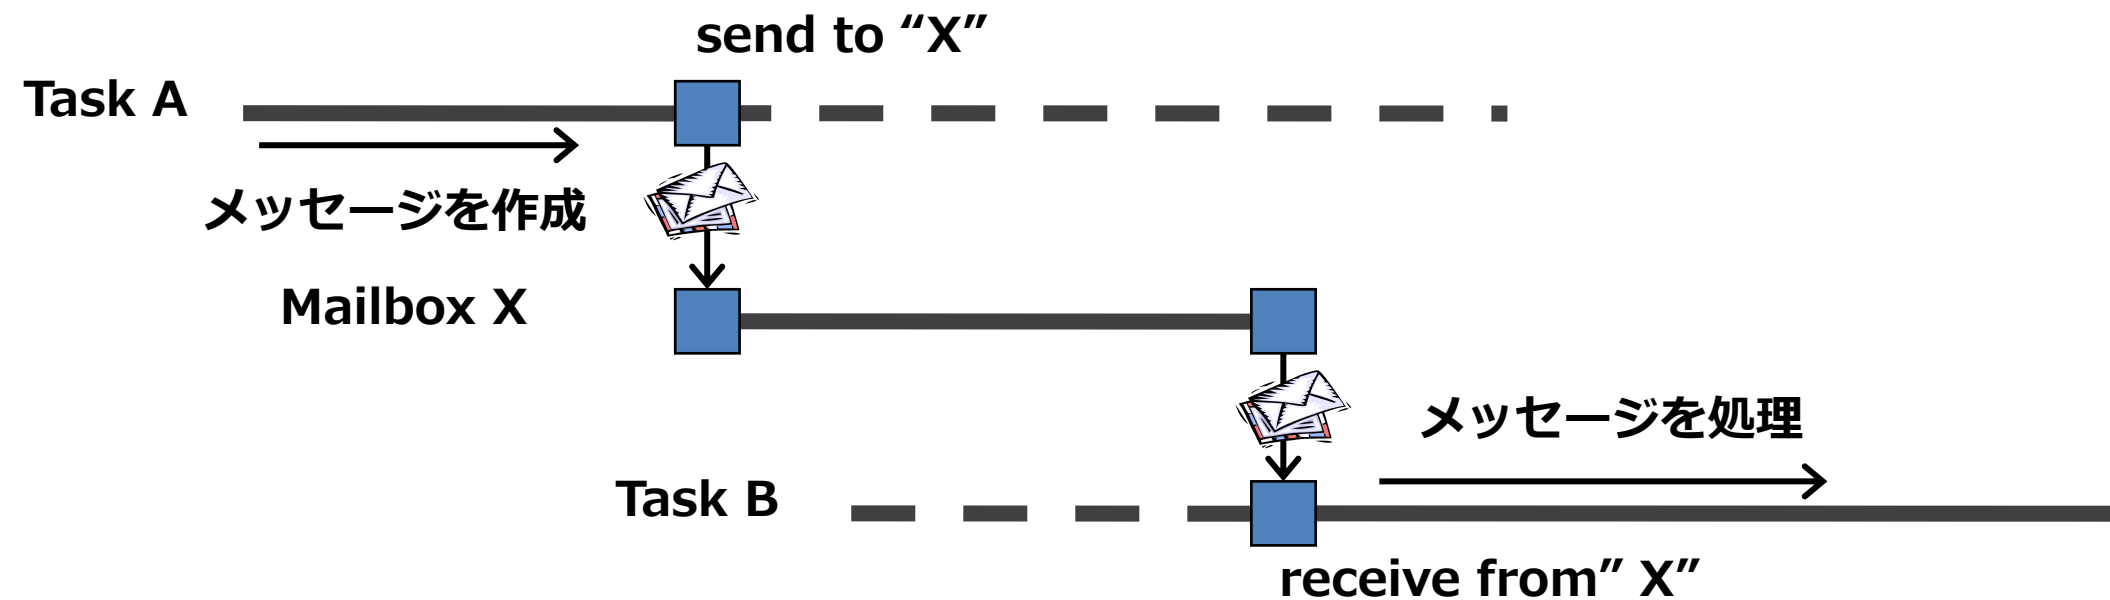 send to “X”
Task A
メッセージを作成
Mailbox X
メッセージを処理
Task B
receive from” X”